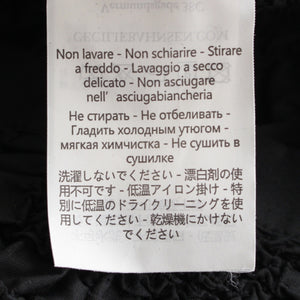 Non lavare - Non schiarire - Stirare
a freddo - Lavaggio a secco
delicato - Non asciugare
nell' asciugabiancheria
Не стирать - Не отбеливать -
Гладить холодным утюгом -
мягкая химчистка - Не сушить в
сушилке
洗濯しないでください - 漂白剤の使
用不可です - 低温アイロン掛け - 特
別に低温のドライクリーニングを使
用してください - 乾燥機にかけない
でください